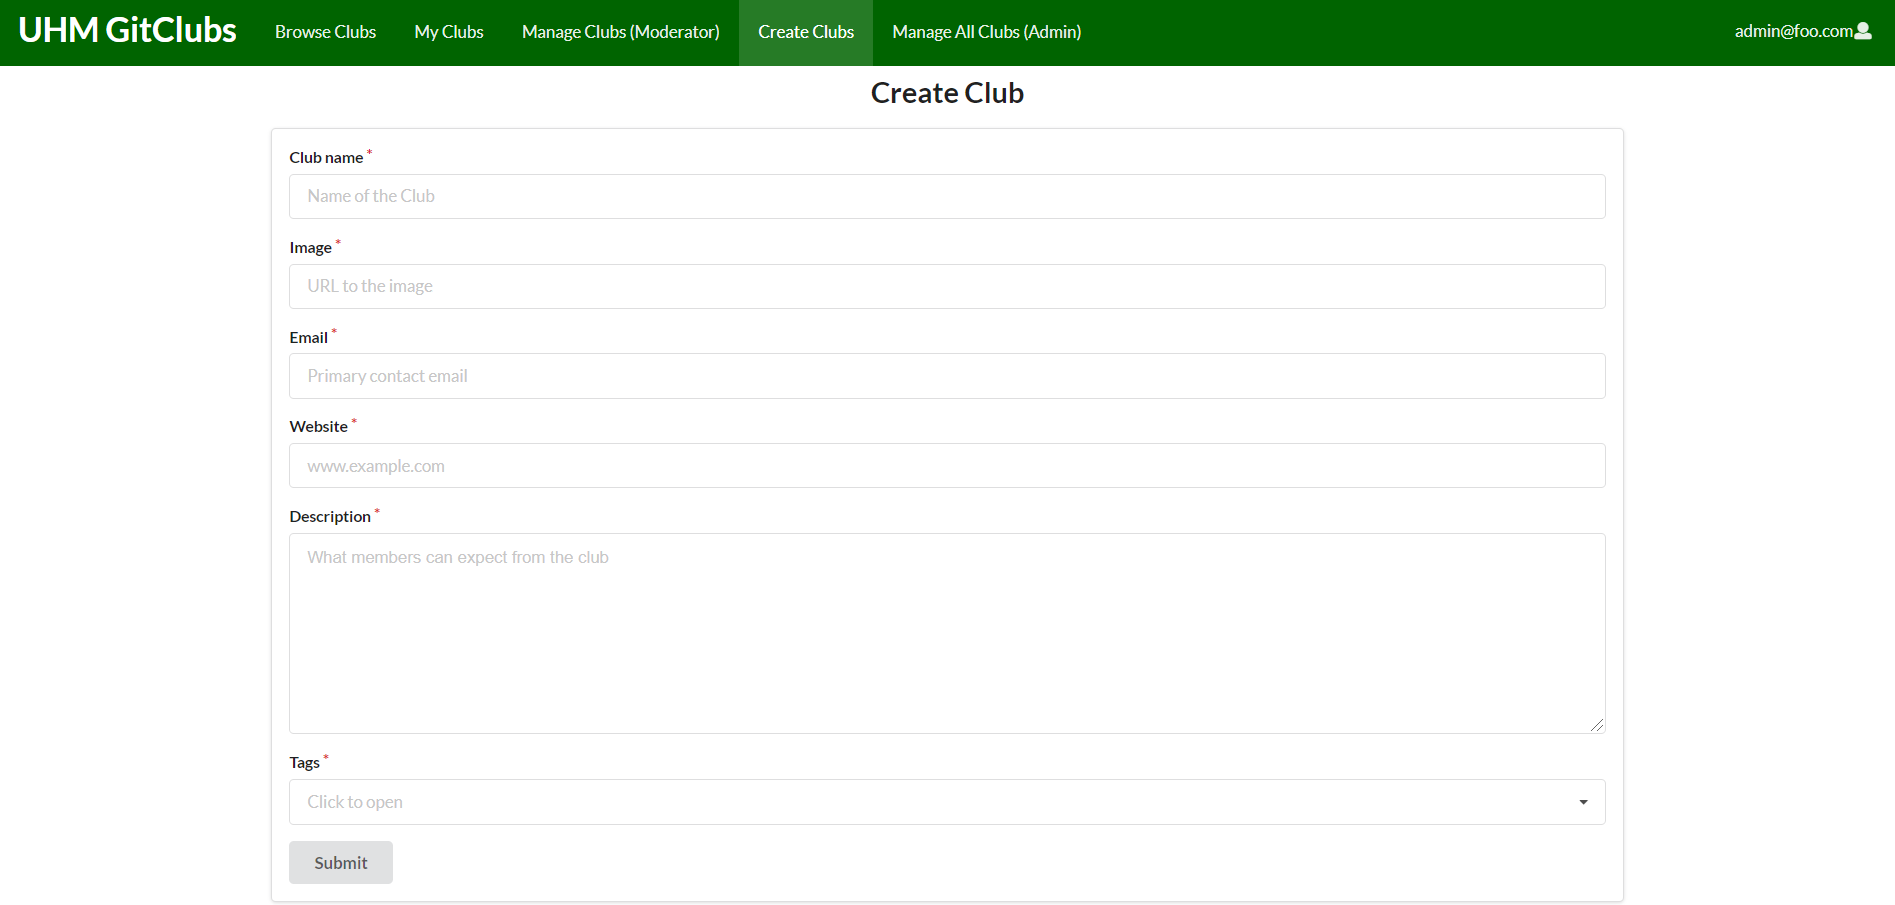 UHM GitClubs Browse Clubs My Clubs Manage Clubs (Moderator) Create Clubs Manage All Clubs (Admin) admin@foo.com
Create Club
Club name *
Name of the Club
Image *
URL to the image
Email *
Primary contact email
Website *
www.example.com
Description *
What members can expect from the club
Tags *
Click to open
Submit